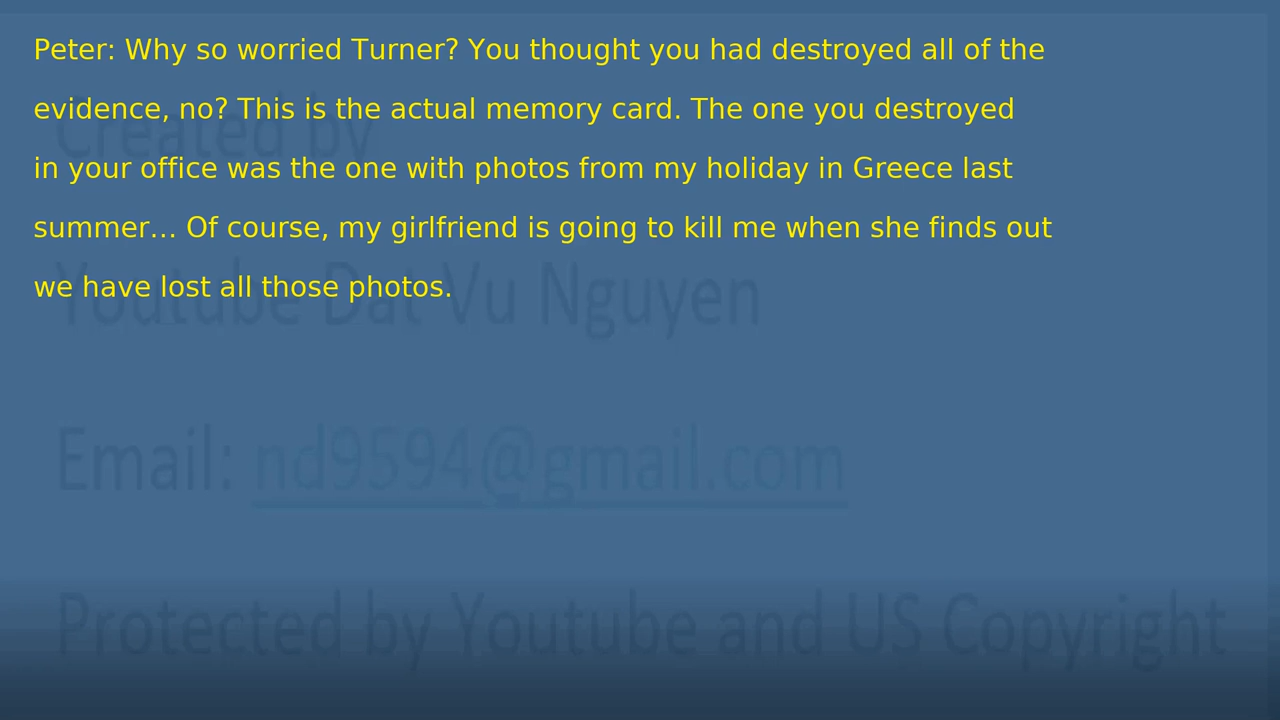 Peter: Why so worried Turner? You thought you had destroyed all of the
evidence, no? This is the actual memory card. The one you destroyed
in your office was the one with photos from my holiday in Greece last
summer... Of course, my girlfriend is going to kill me when she finds out
we have lost all those photos.
Created by
Youtube Dat Vu Nguyen
Email: nd9594@gmail.com
Protected by Youtube and US Copyright